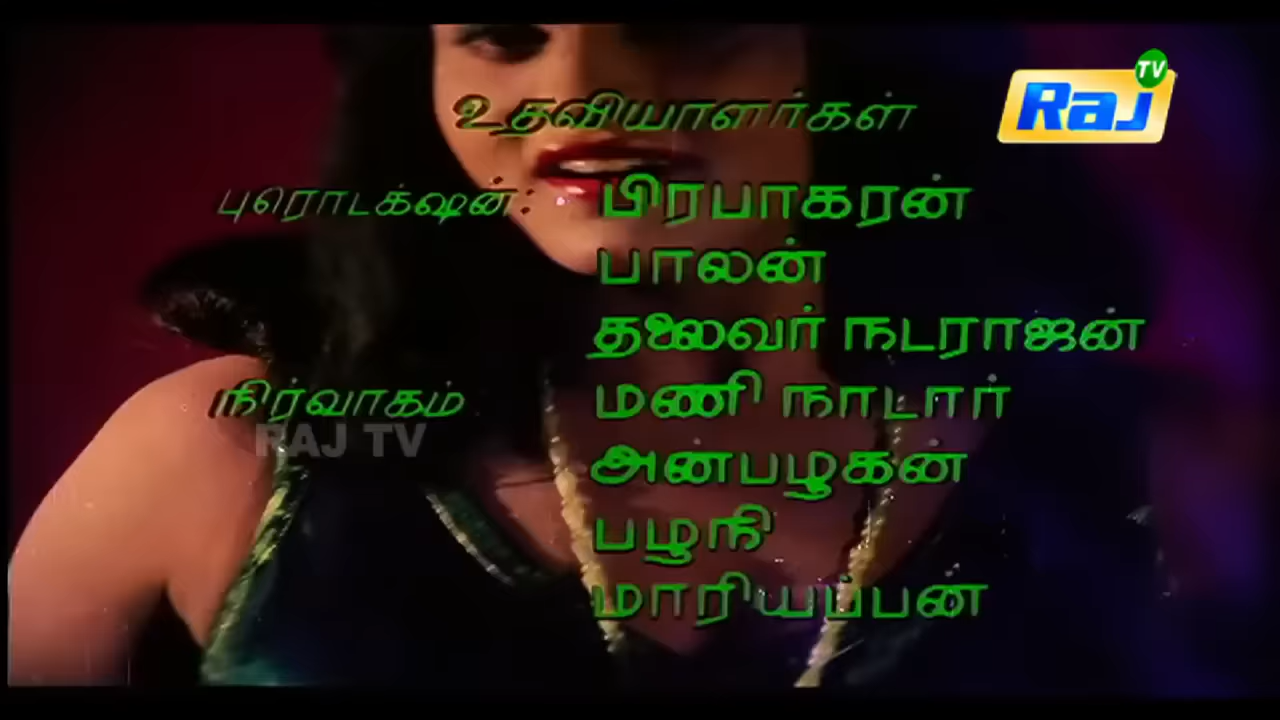 உதவியாளர்கள்
Raj TV
புரொடக்ஷன்: பிரபாகரன்
பாலன்
தலைவர் நடராஜன்
நிர்வாகம் மணி நாடார்
RAJ TV
அன்பழகன்
பழநி
மாரியப்பன்